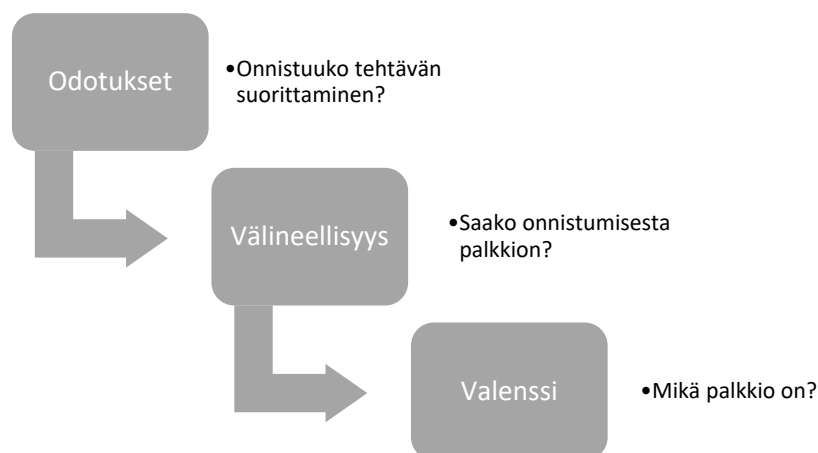 Odotukset
•Onnistuuko tehtävän
suorittaminen?
Välineellisyys
•Saako onnistumisesta
palkkion?
Valenssi
•Mikä palkkio on?